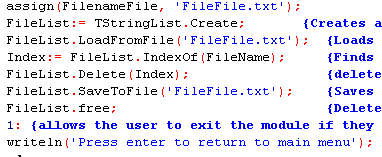 assign(FilenameFile, 'FileFile.txt');
FileList:= TStringList.Create; {Creates a
FileList.LoadFromFile('FileFile.txt'); {Loads
Index:= FileList.IndexOf(FileName); {Finds
FileList.Delete(Index); {delete
FileList.SaveToFile('FileFile.txt'); {Saves
FileList.free; {Delete
1: {allows the user to exit the module if they
writeln('Press enter to return to main menu');